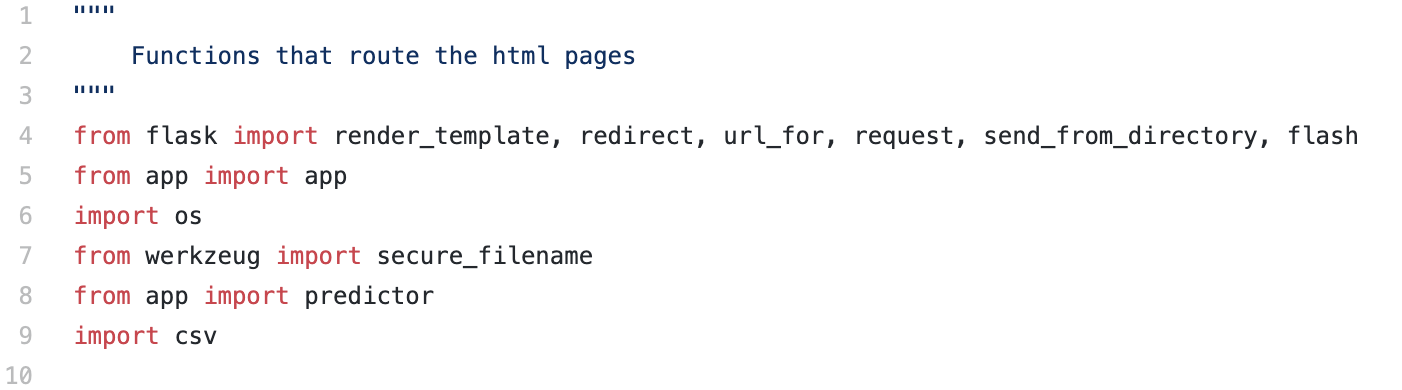 1 """
2 Functions that route the html pages
3 """
4 from flask import render_template, redirect, url_for, request, send_from_directory, flash
5 from app import app
6 import os
7 from werkzeug import secure_filename
8 from app import predictor
9 import csv
10